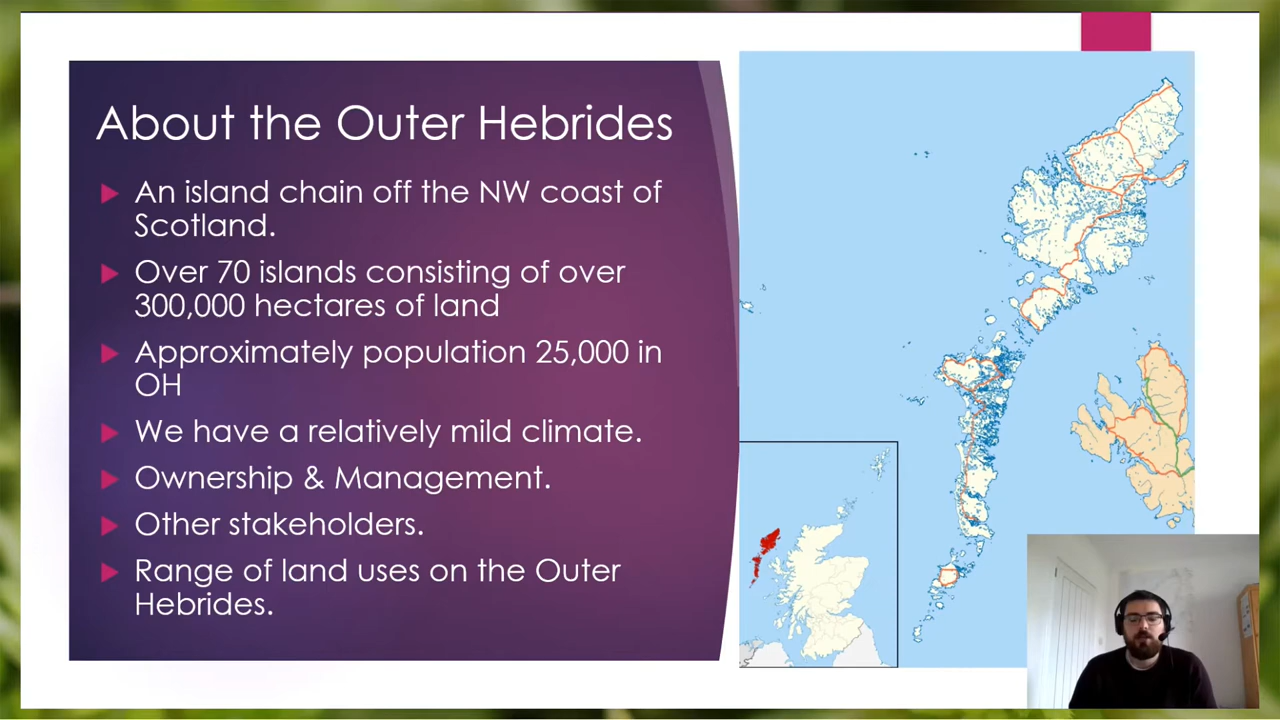 About the Outer Hebrides
An island chain off the NW coast of
Scotland.
Over 70 islands consisting of over
300,000 hectares of land
Approximately population 25,000 in
OH
We have a relatively mild climate.
Ownership & Management.
Other stakeholders.
Range of land uses on the Outer
Hebrides.